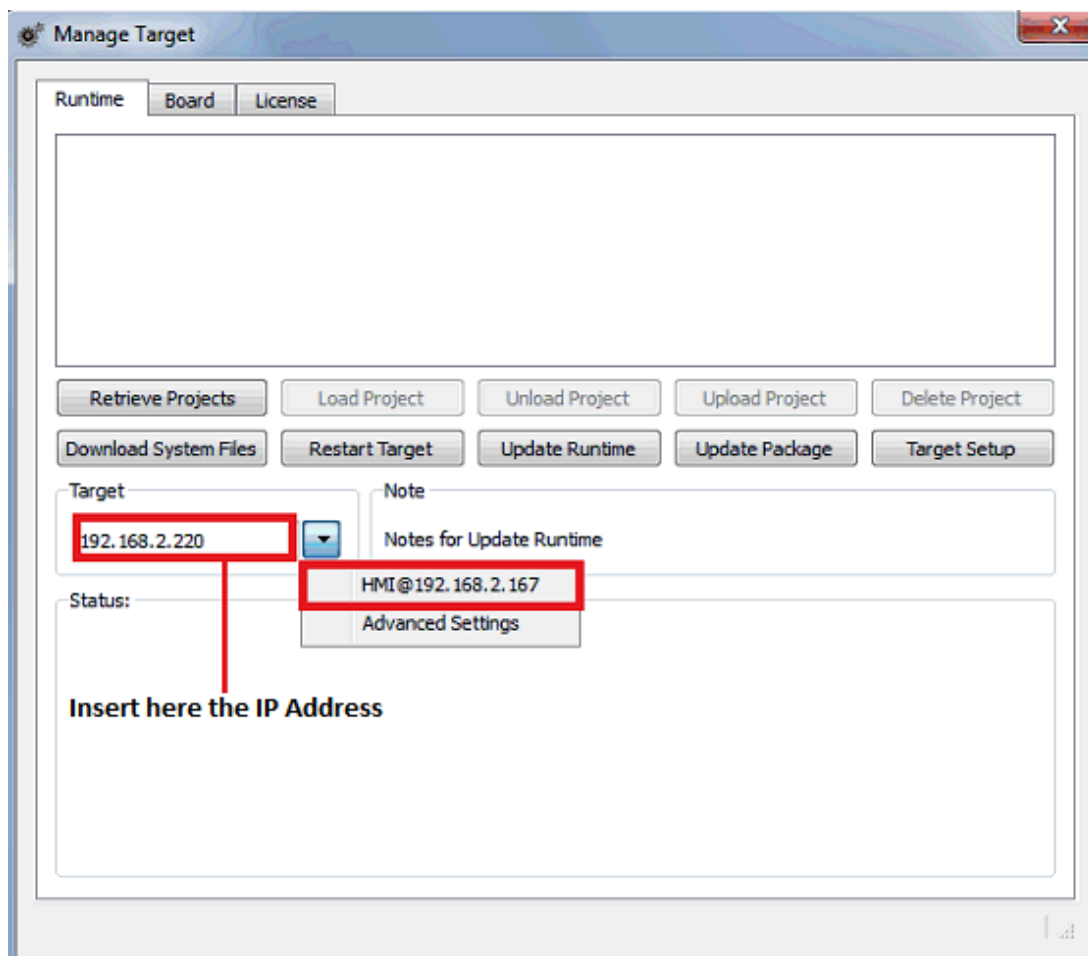 Manage Target
Runtime Board License
Retrieve Projects Load Project Unload Project Upload Project Delete Project
Download System Files Restart Target Update Runtime Update Package Target Setup
Target Note
192.168.2.220 Notes for Update Runtime
HMI@192.168.2.167
Status:
Advanced Settings
Insert here the IP Address